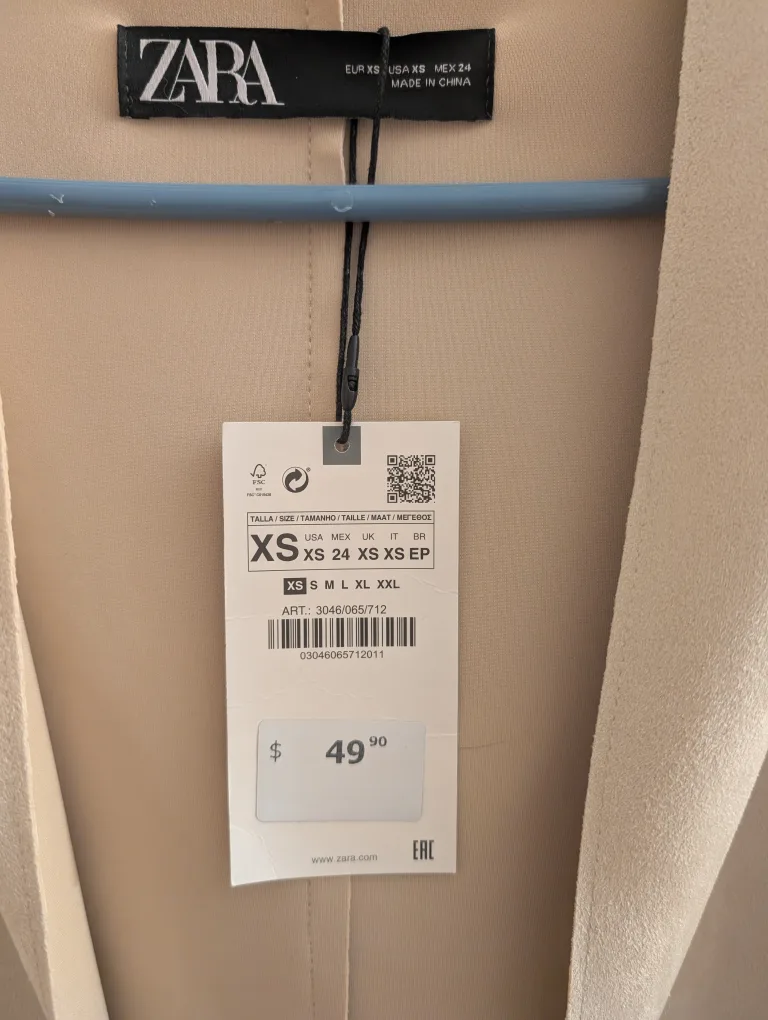 ZARA
EUR XS USA XS MEX 24
MADE IN CHINA
FSC
TALLA / SIZE / TAMANHO / TAILLE / MAAT / ΜΕΓΕΘΟΣ
XS
USA MEX UK IT BR
XS 24 XS XS EP
XS S M L XL XXL
ART.: 3046/065/712
03046065712011
$ 49 90
www zara.com
EAC